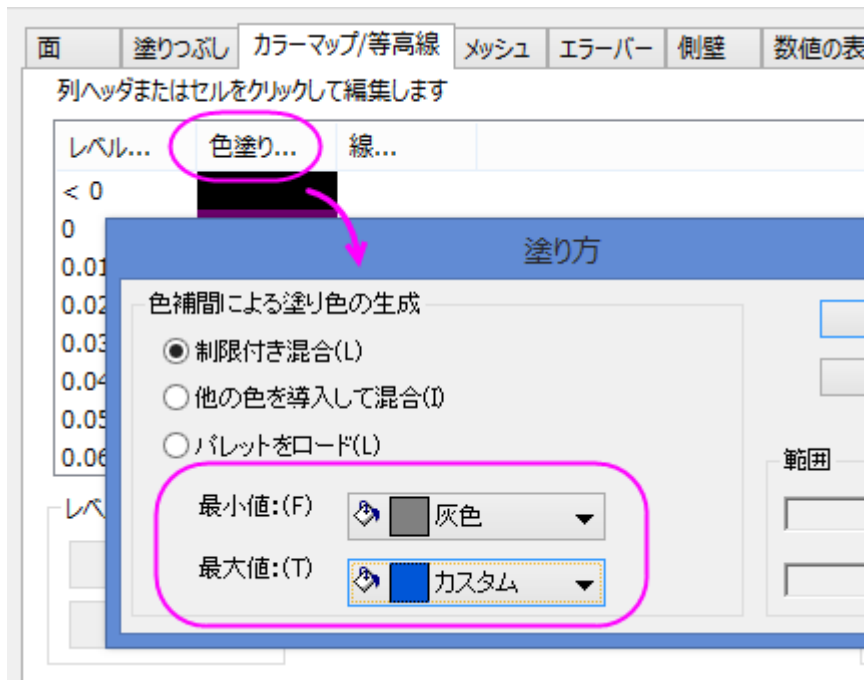 面 塗りつぶし カラーマップ/等高線 メッシュ エラーバー 側壁 数値の表
列ヘッダまたはセルをクリックして編集します
レベル... 色塗り... 線...
< 0
0
塗り方
0.01
0.02
色補間による塗り色の生成
0.03
制限付き混合(L)
0.04
他の色を導入して混合(I)
0.05
パレットをロード(L)
0.06
範囲
レベ
最小値:(F) 灰色
最大値:(T) カスタム